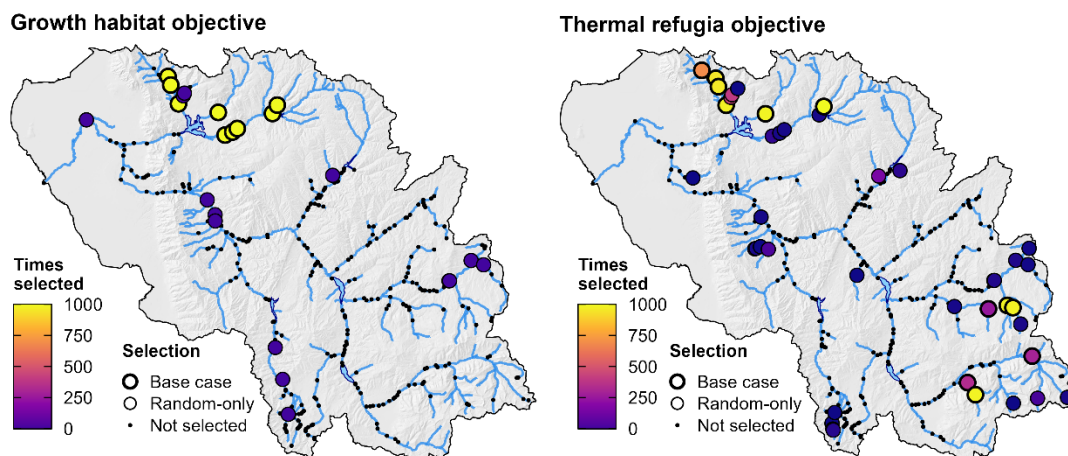 Growth habitat objective
Times
selected
1000
750
500
250
0
Selection
Base case
Random-only
Not selected
Thermal refugia objective
Times
selected
1000
750
500
250
0
Selection
Base case
Random-only
Not selected